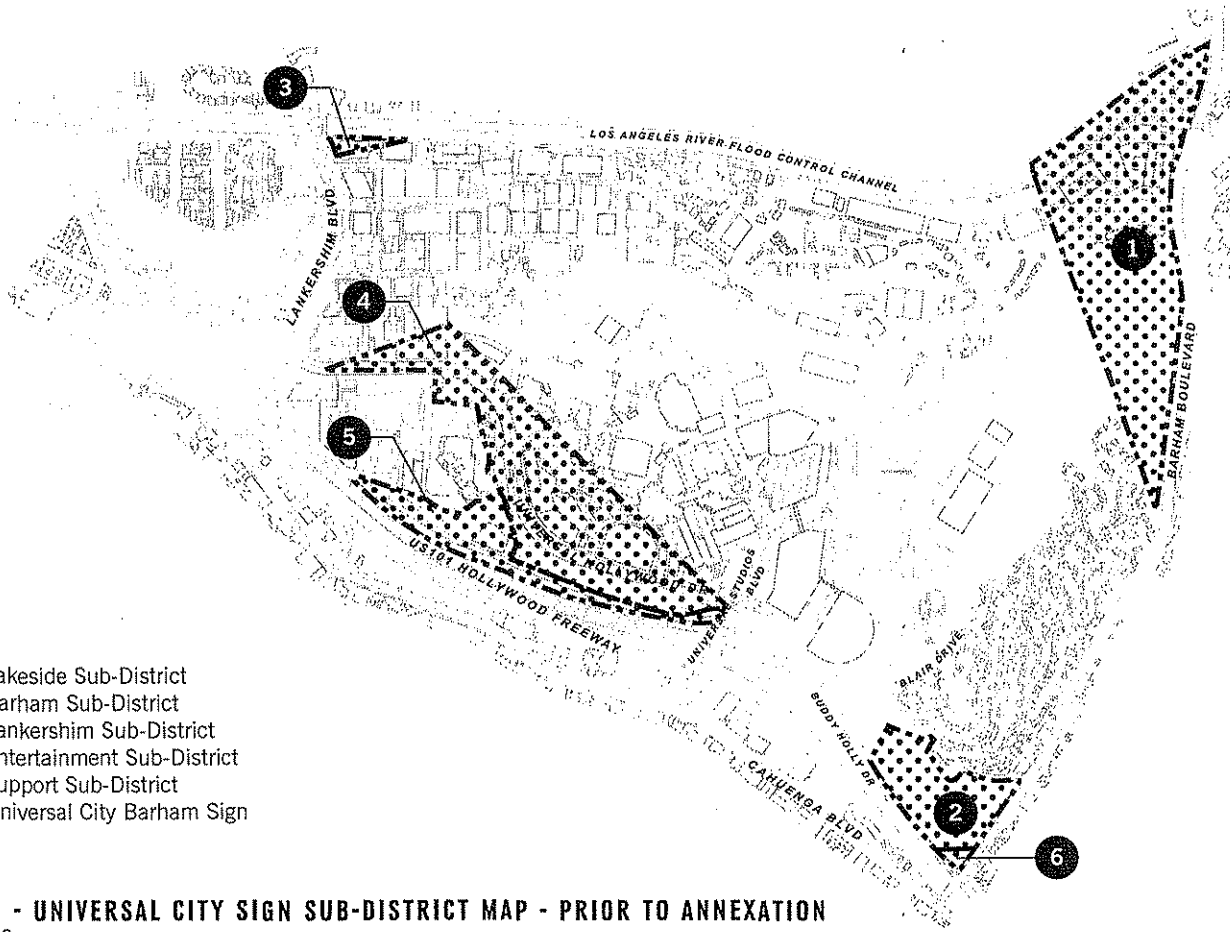 3
LOS ANGELES RIVER FLOOD CONTROL CHANNEL
LANKERSHIM BLVD
1
4
BARHAM BOULEVARD
5
UNIVERSAL HOLLYWOOD DR
US101 HOLLYWOOD FREEWAY
UNIVERSAL STUDIOS
BLVD
BLAIR DRIVE
BUDDY HOLLY DR
CAHUENGA BLVD
2
6
akeside Sub-District
arham Sub-District
ankershim Sub-District
ntertainment Sub-District
upport Sub-District
niversal City Barham Sign
- UNIVERSAL CITY SIGN SUB-DISTRICT MAP - PRIOR TO ANNEXATION